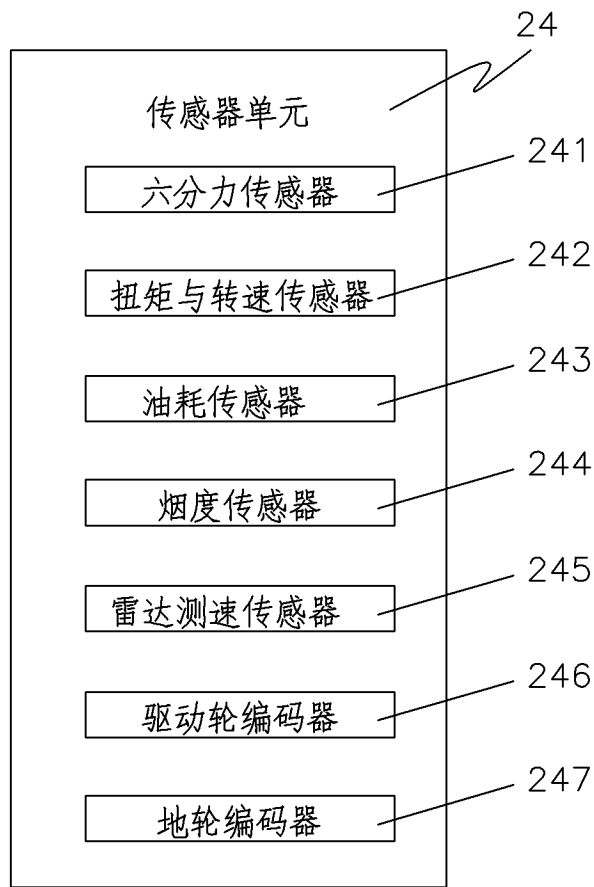 24
传感器单元
241
六分力传感器
242
扭矩与转速传感器
243
油耗传感器
244
烟度传感器
245
雷达测速传感器
246
驱动轮编码器
247
地轮编码器